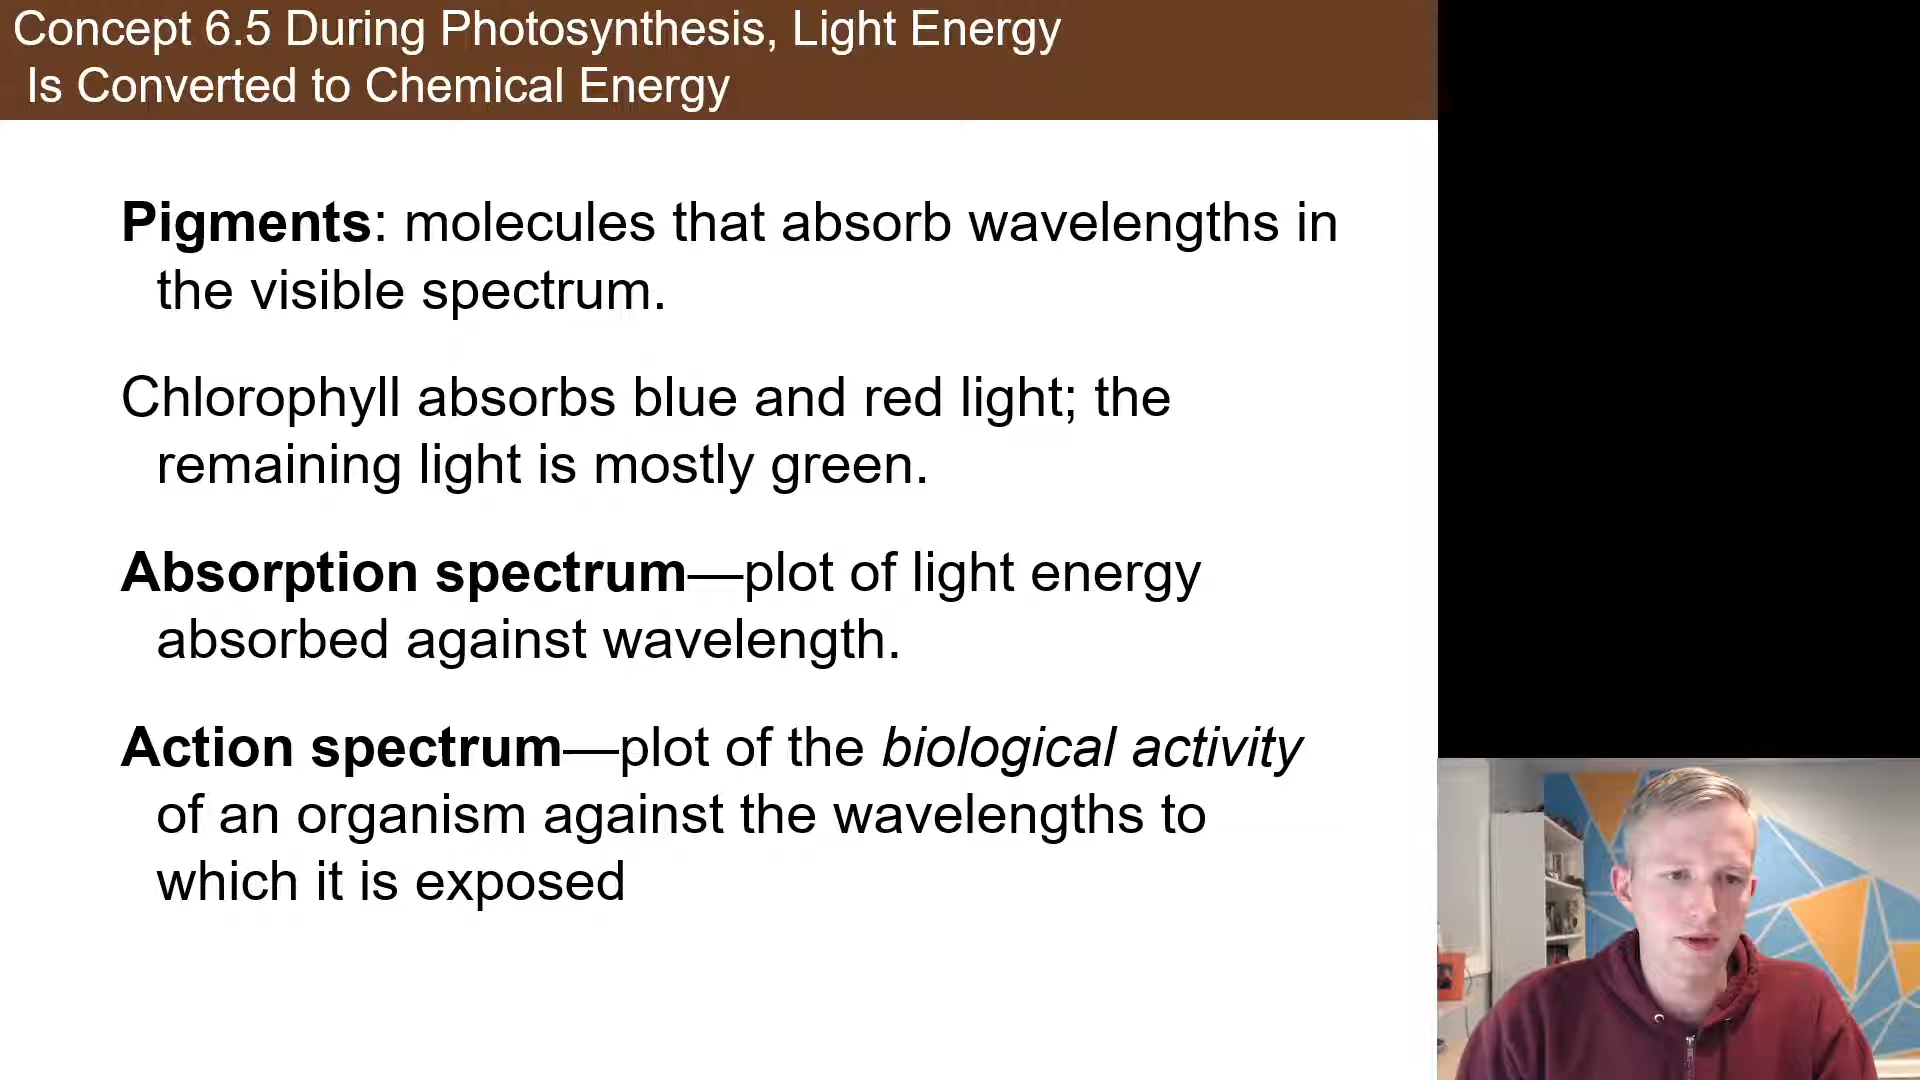 Concept 6.5 During Photosynthesis, Light Energy
Is Converted to Chemical Energy
Pigments: molecules that absorb wavelengths in
the visible spectrum.
Chlorophyll absorbs blue and red light; the
remaining light is mostly green.
Absorption spectrum—plot of light energy
absorbed against wavelength.
Action spectrum—plot of the biological activity
of an organism against the wavelengths to
which it is exposed